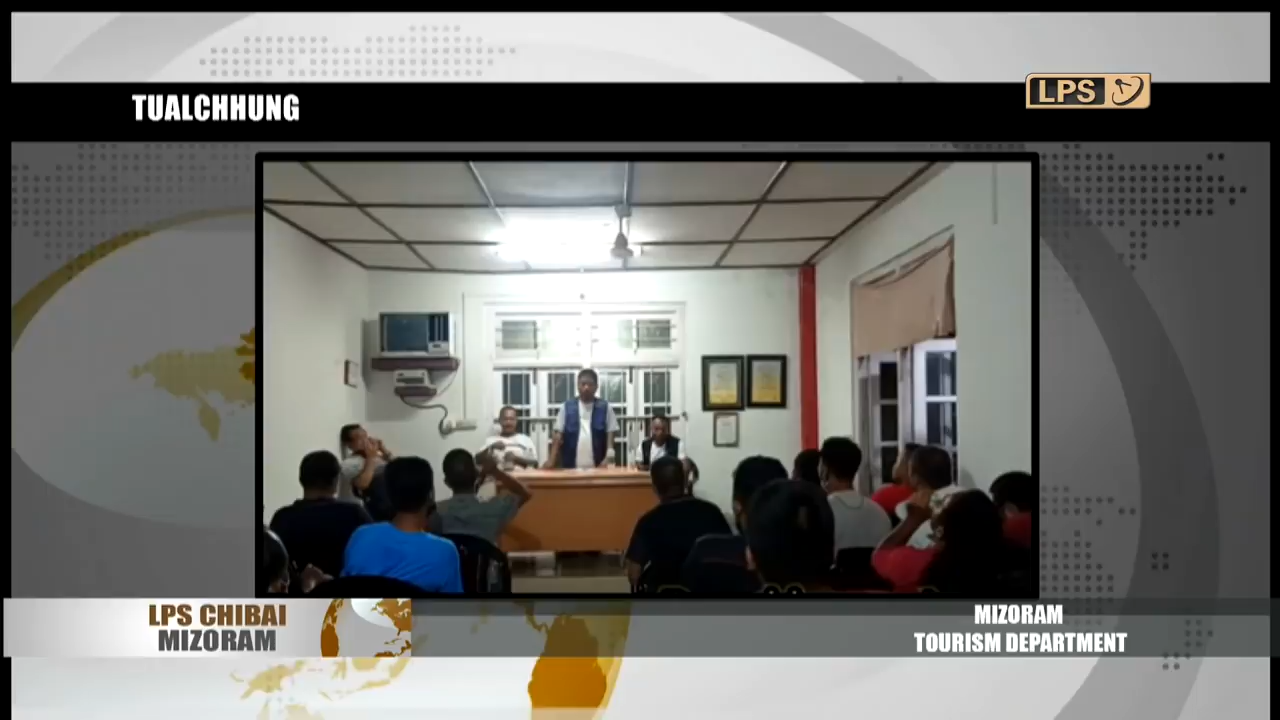 TUALCHHUNG
LPS
LPS CHIBAI
MIZORAM
MIZORAM
TOURISM DEPARTMENT